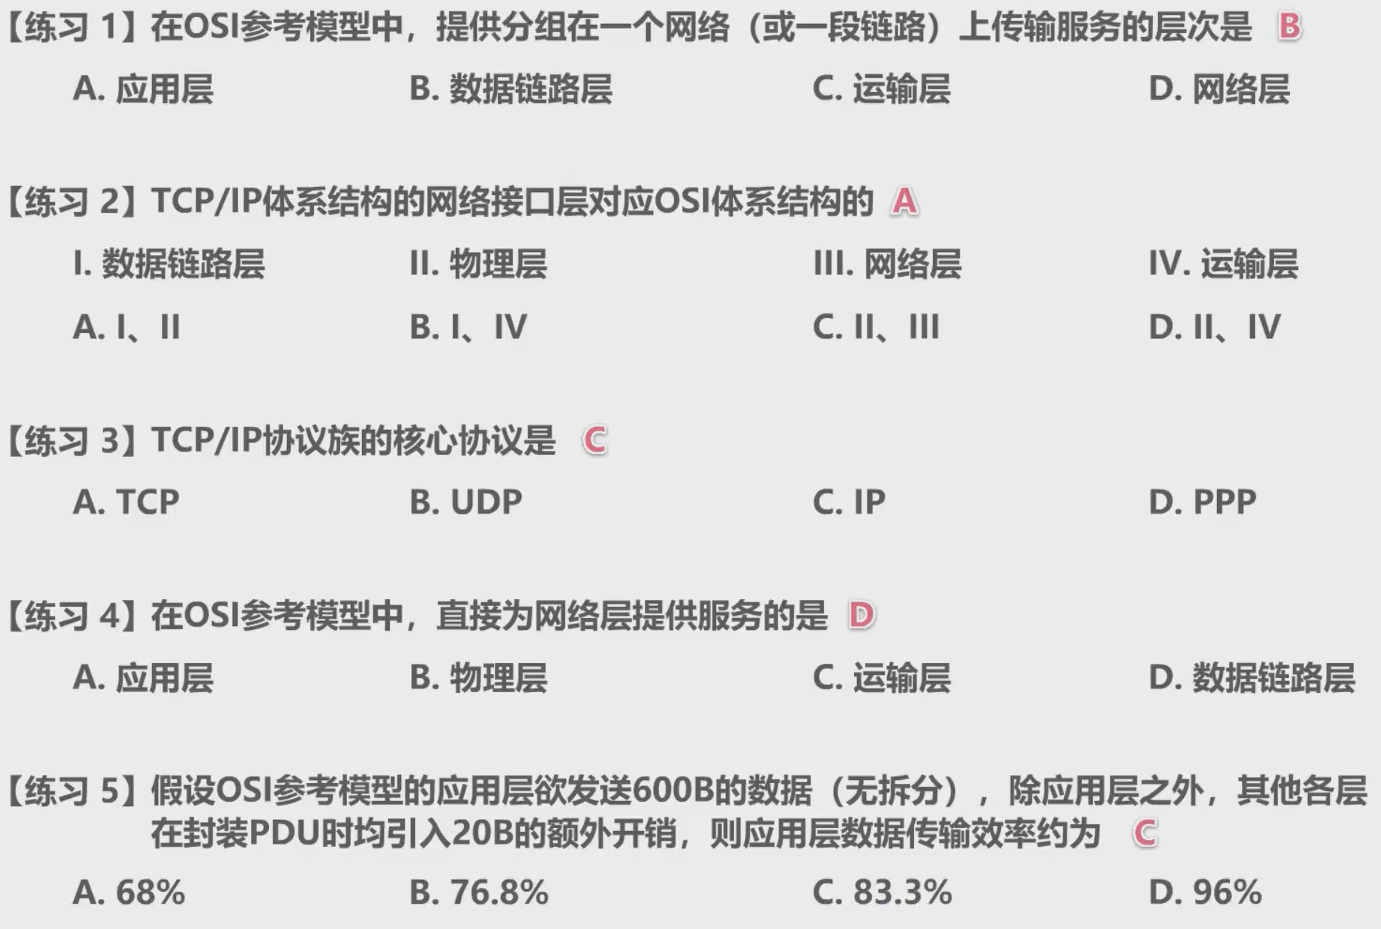 【练习 1】在OSI参考模型中，提供分组在一个网络（或一段链路）上传输服务的层次是 B
A. 应用层 B. 数据链路层 C. 运输层 D. 网络层
【练习 2】TCP/IP体系结构的网络接口层对应OSI体系结构的 A
I. 数据链路层 II. 物理层 III. 网络层 IV. 运输层
A. I、II B. I、IV C. II、III D. II、IV
【练习 3】TCP/IP协议族的核心协议是 C
A. TCP B. UDP C. IP D. PPP
【练习 4】在OSI参考模型中，直接为网络层提供服务的是 D
A. 应用层 B. 物理层 C. 运输层 D. 数据链路层
【练习 5】假设OSI参考模型的应用层欲发送600B的数据（无拆分），除应用层之外，其他各层
在封装PDU时均引入20B的额外开销，则应用层数据传输效率约为 C
A. 68% B. 76.8% C. 83.3% D. 96%